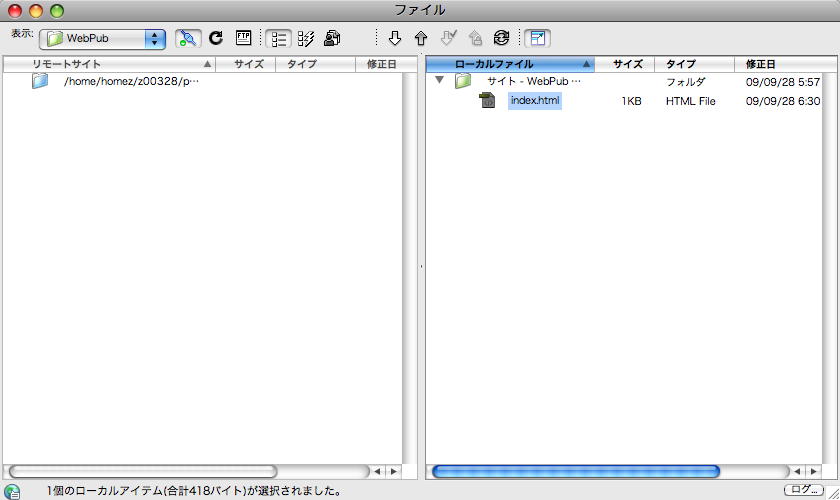 ファイル
表示: WebPub FTP
リモートサイト サイズ タイプ 修正日
/home/homez/z00328/p…
ローカルファイル サイズ タイプ 修正日
サイト - WebPub … フォルダ 09/09/28 5:57
index.html 1KB HTML File 09/09/28 6:30
1個のローカルアイテム(合計418バイト)が選択されました。 ログ...